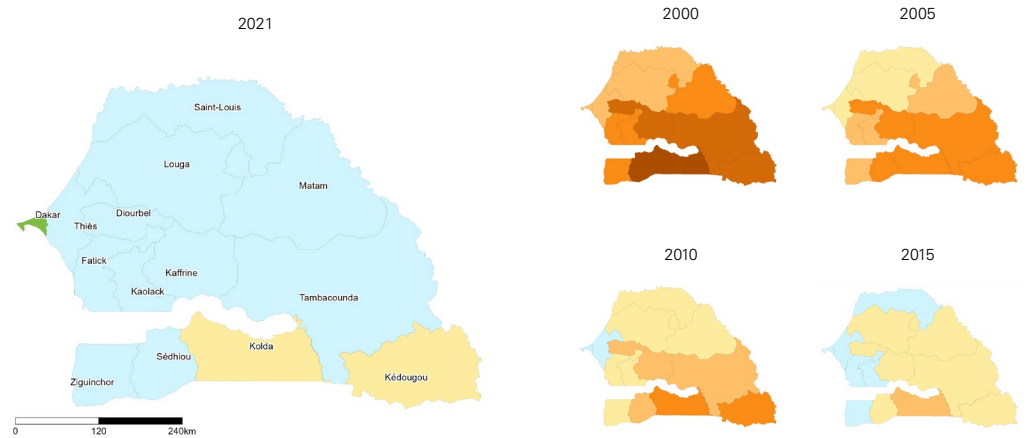 2021
2000
2005
Saint-Louis
Louga
Matam
Dakar
Thiès
Diourbel
Fatick
Kaffrine
Kaolack
Tambacounda
2010
2015
Kolda
Sédhiou
Ziguinchor
Kédougou
0
120
240km